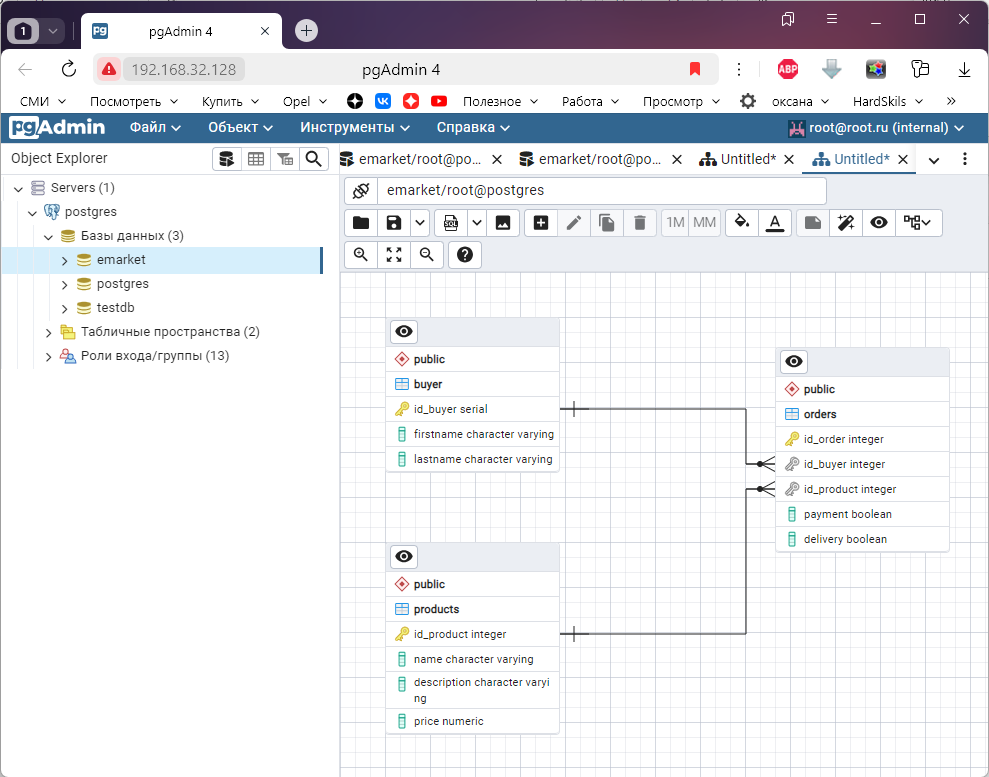 1
pgAdmin 4
192.168.32.128
pgAdmin 4
ABP
СМИ
Посмотреть
Купить
Opel
Полезное
Работа
Просмотр
оксана
HardSkils
»
pgAdmin
Файл
Объект
Инструменты
Справка
root@root.ru (internal)
Object Explorer
emarket/root@po...
emarket/root@po...
Untitled*
Untitled*
Servers (1)
postgres
Базы данных (3)
emarket
postgres
testdb
Табличные пространства (2)
Роли входа/группы (13)
emarket/root@postgres
SQL
1M
MM
A
public
buyer
id_buyer serial
firstname character varying
lastname character varying
public
orders
id_order integer
id_buyer integer
id_product integer
payment boolean
delivery boolean
public
products
id_product integer
name character varying
description character varyi
ng
price numeric